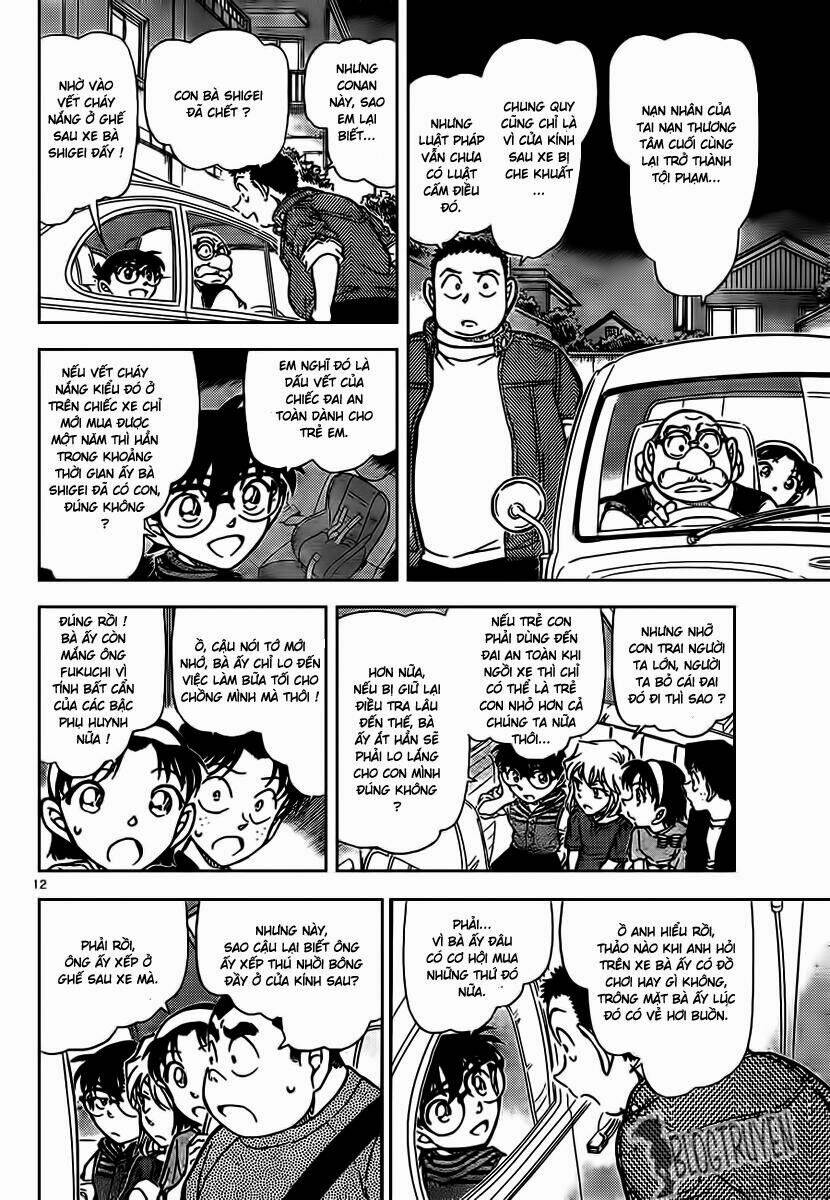 NẠN NHÂN CỦA
TAI NẠN THƯƠNG
TÂM CUỐI CÙNG
LẠI TRỞ THÀNH
TỘI PHẠM...
CHUNG QUY
CŨNG CHỈ LÀ
VÌ CỬA KÍNH
SAU XE BỊ
CHE KHUẤT
...
NHƯNG
LUẬT PHÁP
VẪN CHƯA
CÓ LUẬT
CẤM ĐIỀU
ĐÓ.
NHƯNG
CONAN
NÀY, SAO
EM LẠI
BIẾT...
CON BÀ SHIGEI
ĐÃ CHẾT ?
NHỜ VÀO
VẾT CHÁY
NẮNG Ở GHẾ
SAU XE BÀ
SHIGEI ĐẤY !
EM NGHĨ ĐÓ LÀ
DẤU VẾT CỦA
CHIẾC ĐAI AN
TOÀN DÀNH CHO
TRẺ EM.
NẾU VẾT CHÁY
NẮNG KIỂU ĐÓ Ở
TRÊN CHIẾC XE CHỈ
MỚI MUA ĐƯỢC
MỘT NĂM THÌ HẲN
TRONG KHOẢNG
THỜI GIAN ẤY BÀ
SHIGEI ĐÃ CÓ CON,
ĐÚNG KHÔNG
?
NHƯNG NHỠ
CON TRAI NGƯỜI
TA LỚN, NGƯỜI
TA BỎ CÁI ĐAI
ĐÓ ĐI THÌ SAO ?
NẾU TRẺ CON
PHẢI DÙNG ĐẾN
ĐAI AN TOÀN KHI
NGỒI XE THÌ CHỈ
CÓ THỂ LÀ TRẺ
CON NHỎ HƠN CẢ
CHÚNG TA NỮA
THÔI...
HƠN NỮA,
NẾU BỊ GIỮ LẠI
ĐIỀU TRA LÂU
ĐẾN THẾ, BÀ
ẤY ẮT HẲN SẼ
PHẢI LO LẮNG
CHO CON MÌNH
ĐÚNG KHÔNG
?
Ồ, CẬU NÓI TỚ MỚI
NHỚ, BÀ ẤY CHỈ LO ĐẾN
VIỆC LÀM BỮA TỐI CHO
CHỒNG MÌNH MÀ THÔI !
ĐÚNG RỒI !
BÀ ẤY CÒN
MẮNG ÔNG
FUKUCHI VÌ
TÍNH BẤT CẨN
CỦA CÁC BẬC
PHỤ HUYNH
NỮA !
12
Ồ ANH HIỂU RỒI,
THẢO NÀO KHI ANH HỎI
TRÊN XE BÀ ẤY CÓ ĐỒ
CHƠI HAY GÌ KHÔNG,
TRÔNG MẶT BÀ ẤY LÚC
ĐÓ CÓ VẺ HƠI BUỒN.
PHẢI...
VÌ BÀ ẤY ĐÂU
CÓ CƠ HỘI MUA
NHỮNG THỨ ĐÓ
NỮA.
NHƯNG NÀY,
SAO CẬU LẠI BIẾT ÔNG
ẤY XẾP THÚ NHỒI BÔNG
ĐẦY Ở CỬA KÍNH SAU?
PHẢI RỒI,
ÔNG ẤY XẾP Ở
GHẾ SAU XE MÀ.
BLOGTRUYEN